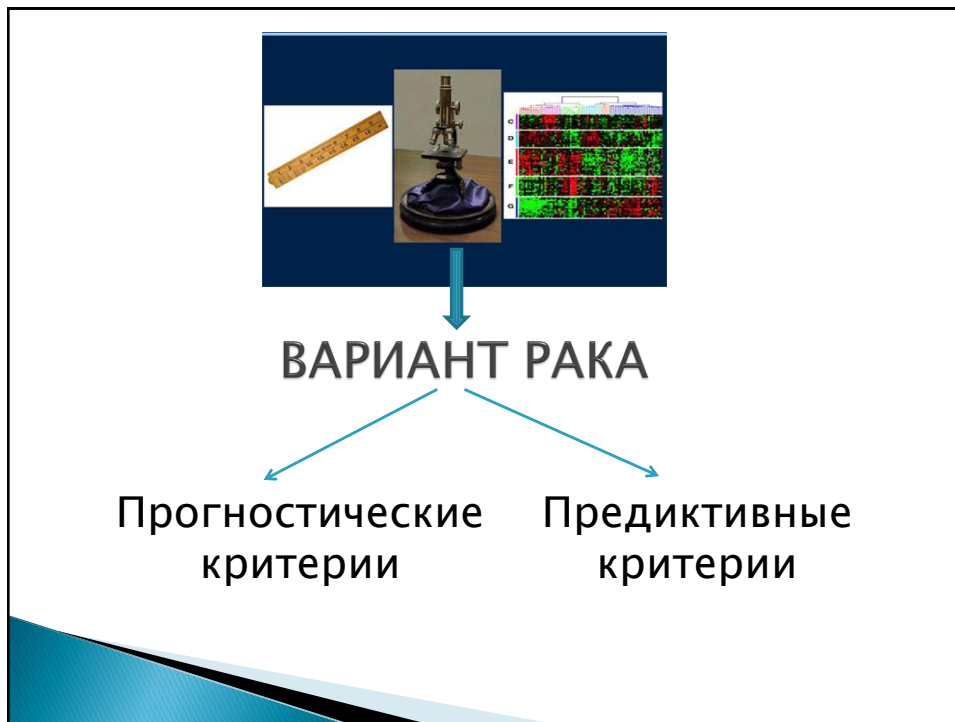 C
D
E
F
G
ВАРИАНТ РАКА
Прогностические
критерии
Предиктивные
критерии